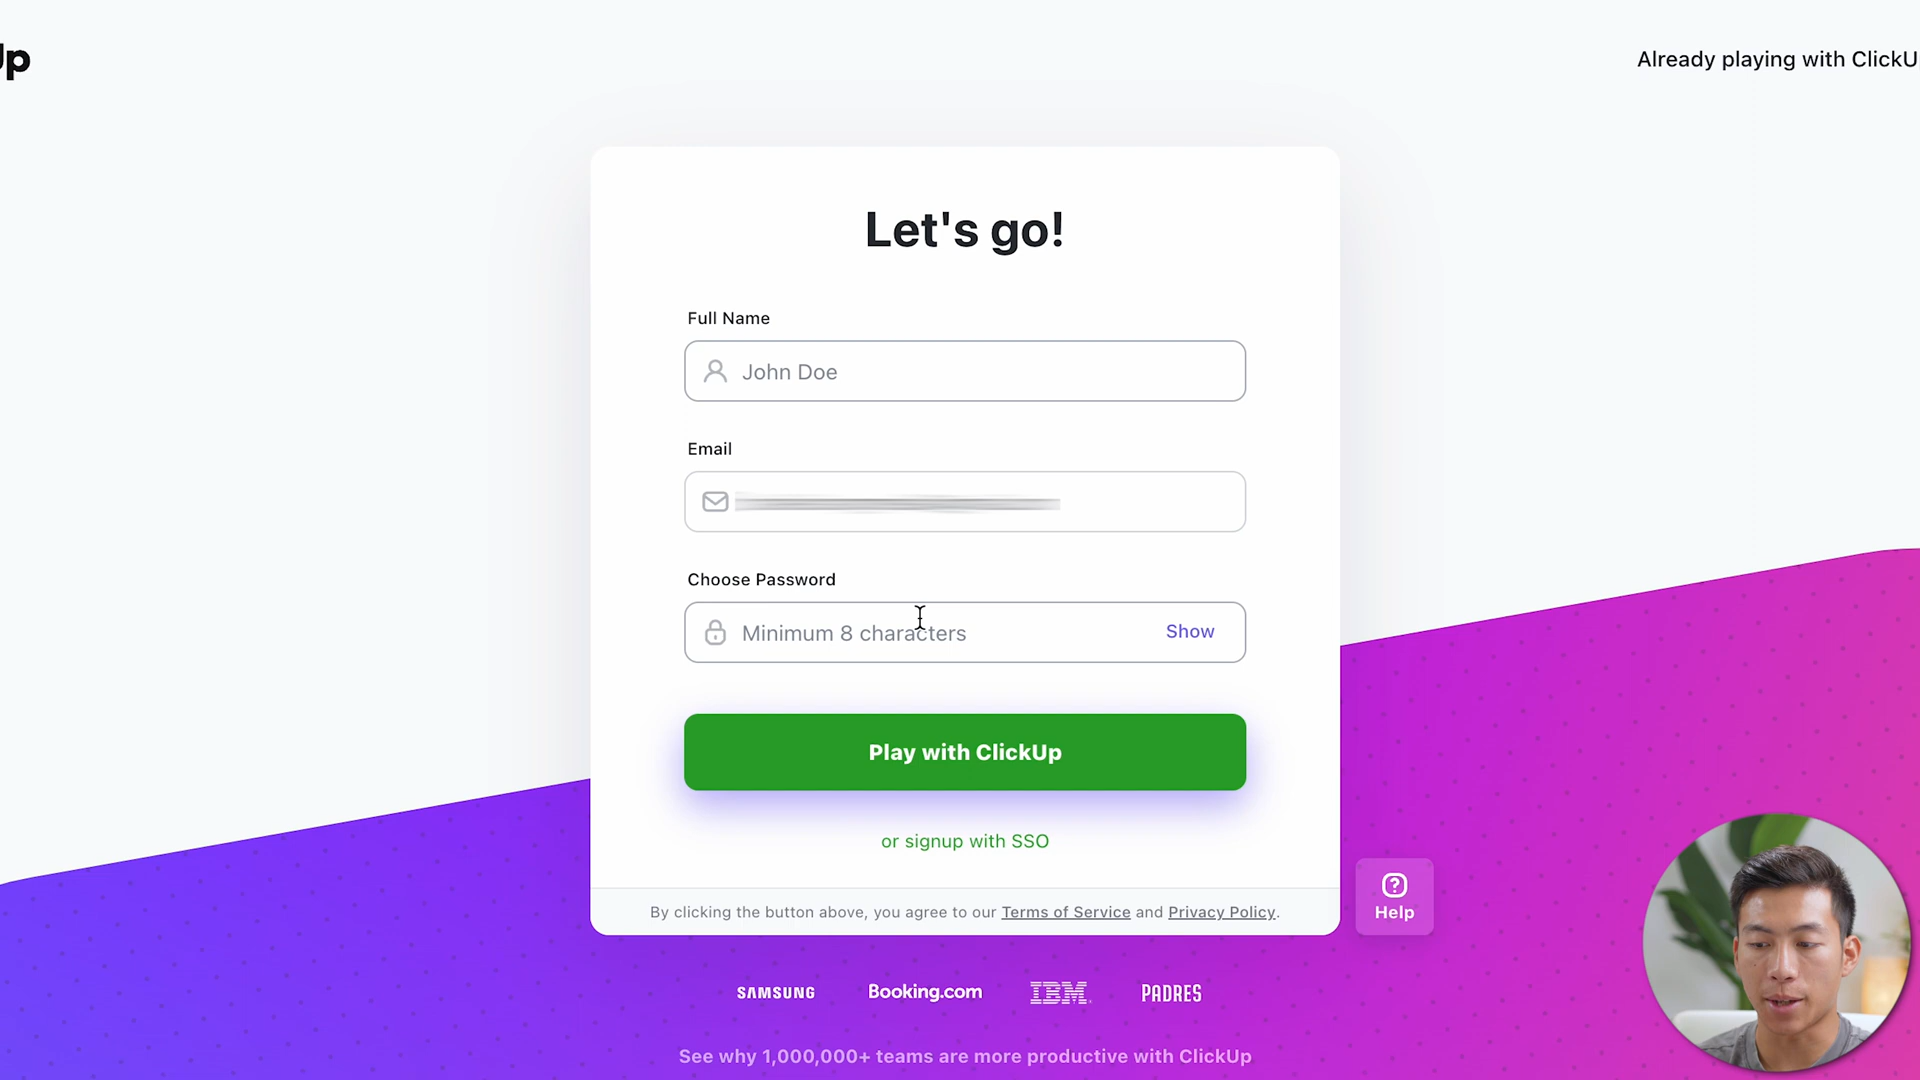 Up
Already playing with ClickU
Let's go!
Full Name
John Doe
Email
Choose Password
Minimum 8 characters
Show
Play with ClickUp
or signup with SSO
By clicking the button above, you agree to our Terms of Service and Privacy Policy.
Help
SAMSUNG
Booking.com
IBM
PADRES
See why 1,000,000+ teams are more productive with ClickUp